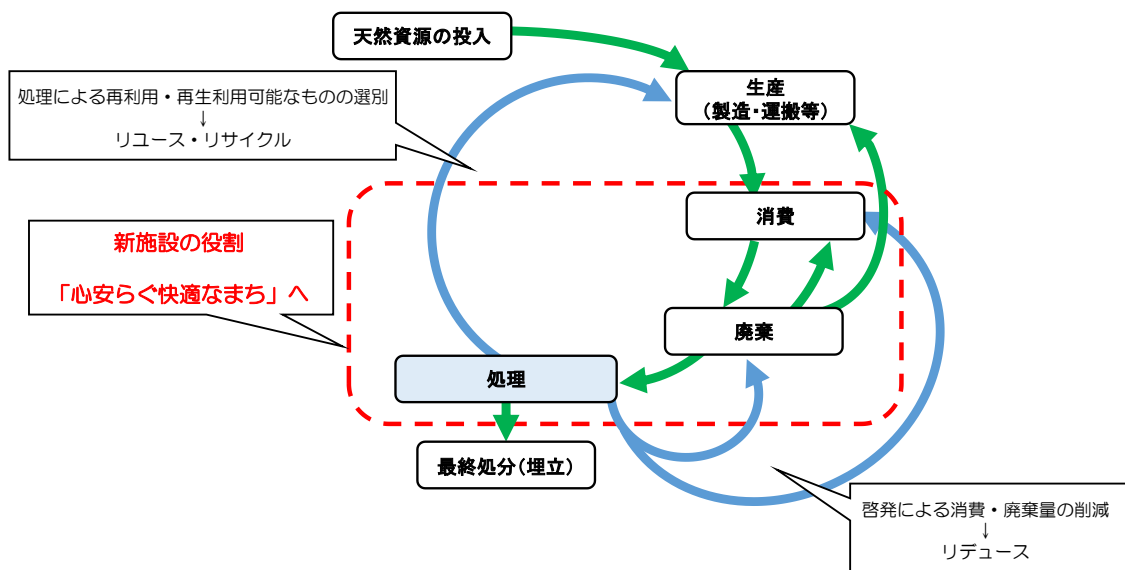 天然資源の投入
処理による再利用・再生利用可能なものの選別
↓
リユース・リサイクル
生産
（製造・運搬等）
消費
新施設の役割
「心安らぐ快適なまち」へ
廃棄
処理
最終処分（埋立）
啓発による消費・廃棄量の削減
↓
リデュース